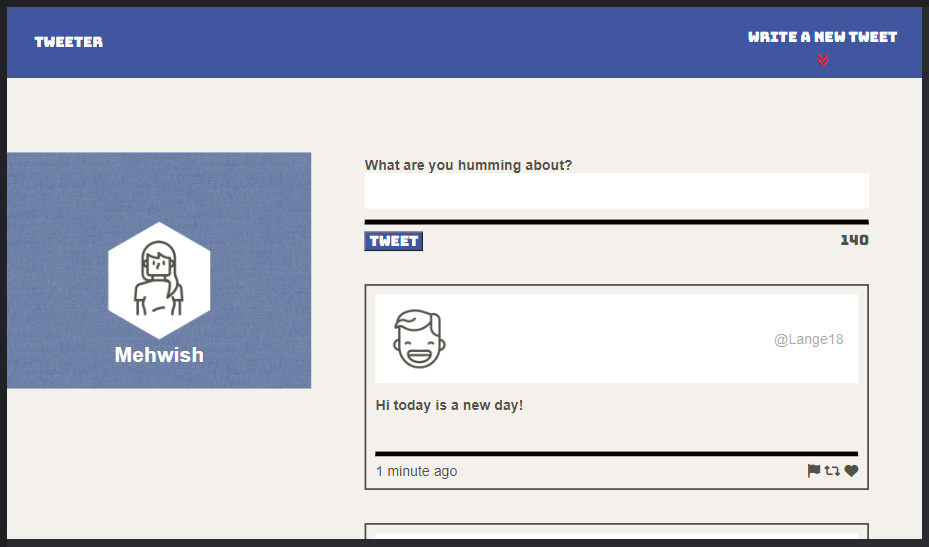 TWEETER
WRITE A NEW TWEET
Mehwish
What are you humming about?
TWEET
140
@Lange18
Hi today is a new day!
1 minute ago